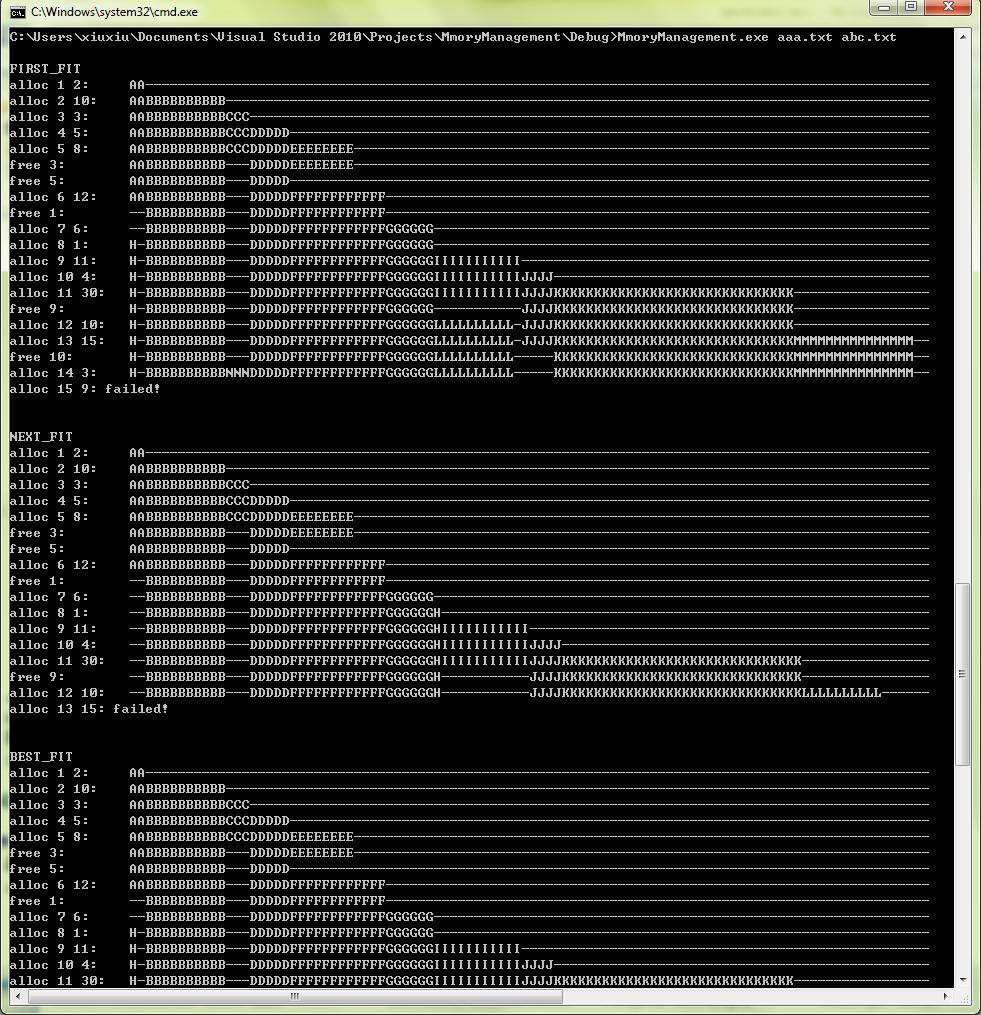 C:\Windows\system32\cmd.exe
C:\Users\xiuxiu\Documents\Visual Studio 2010\Projects\MmoryManagement\Debug>MmoryManagement.exe aaa.txt abc.txt
FIRST_FIT
alloc 1 2:     AA--------------------------------------------------------------------------------------------------
alloc 2 10:    AABBBBBBBBBB----------------------------------------------------------------------------------------
alloc 3 3:     AABBBBBBBBBBCCC-------------------------------------------------------------------------------------
alloc 4 5:     AABBBBBBBBBBCCCDDDDD--------------------------------------------------------------------------------
alloc 5 8:     AABBBBBBBBBBCCCDDDDDEEEEEEEE------------------------------------------------------------------------
free 3:        AABBBBBBBBBB---DDDDDEEEEEEEE------------------------------------------------------------------------
free 5:        AABBBBBBBBBB---DDDDD--------------------------------------------------------------------------------
alloc 6 12:    AABBBBBBBBBB---DDDDDFFFFFFFFFFFF--------------------------------------------------------------------
free 1:        --BBBBBBBBBB---DDDDDFFFFFFFFFFFF--------------------------------------------------------------------
alloc 7 6:     --BBBBBBBBBB---DDDDDFFFFFFFFFFFFGGGGGG--------------------------------------------------------------
alloc 8 1:     H-BBBBBBBBBB---DDDDDFFFFFFFFFFFFGGGGGG--------------------------------------------------------------
alloc 9 11:    H-BBBBBBBBBB---DDDDDFFFFFFFFFFFFGGGGGGIIIIIIIIIII---------------------------------------------------
alloc 10 4:    H-BBBBBBBBBB---DDDDDFFFFFFFFFFFFGGGGGGIIIIIIIIIIIJJJJ-----------------------------------------------
alloc 11 30:   H-BBBBBBBBBB---DDDDDFFFFFFFFFFFFGGGGGGIIIIIIIIIIIJJJJKKKKKKKKKKKKKKKKKKKKKKKKKKKKKK-----------------
free 9:        H-BBBBBBBBBB---DDDDDFFFFFFFFFFFFGGGGGG-----------JJJJKKKKKKKKKKKKKKKKKKKKKKKKKKKKKK-----------------
alloc 12 10:   H-BBBBBBBBBB---DDDDDFFFFFFFFFFFFGGGGGGLLLLLLLLLL-JJJJKKKKKKKKKKKKKKKKKKKKKKKKKKKKKK-----------------
alloc 13 15:   H-BBBBBBBBBB---DDDDDFFFFFFFFFFFFGGGGGGLLLLLLLLLL-JJJJKKKKKKKKKKKKKKKKKKKKKKKKKKKKKKMMMMMMMMMMMMMMM--
free 10:       H-BBBBBBBBBB---DDDDDFFFFFFFFFFFFGGGGGGLLLLLLLLLL-----KKKKKKKKKKKKKKKKKKKKKKKKKKKKKKMMMMMMMMMMMMMMM--
alloc 14 3:    H-BBBBBBBBBBNNNDDDDDFFFFFFFFFFFFGGGGGGLLLLLLLLLL-----KKKKKKKKKKKKKKKKKKKKKKKKKKKKKKMMMMMMMMMMMMMMM--
alloc 15 9: failed!
NEXT_FIT
alloc 1 2:     AA--------------------------------------------------------------------------------------------------
alloc 2 10:    AABBBBBBBBBB----------------------------------------------------------------------------------------
alloc 3 3:     AABBBBBBBBBBCCC-------------------------------------------------------------------------------------
alloc 4 5:     AABBBBBBBBBBCCCDDDDD--------------------------------------------------------------------------------
alloc 5 8:     AABBBBBBBBBBCCCDDDDDEEEEEEEE------------------------------------------------------------------------
free 3:        AABBBBBBBBBB---DDDDDEEEEEEEE------------------------------------------------------------------------
free 5:        AABBBBBBBBBB---DDDDD--------------------------------------------------------------------------------
alloc 6 12:    AABBBBBBBBBB---DDDDDFFFFFFFFFFFF--------------------------------------------------------------------
free 1:        --BBBBBBBBBB---DDDDDFFFFFFFFFFFF--------------------------------------------------------------------
alloc 7 6:     --BBBBBBBBBB---DDDDDFFFFFFFFFFFFGGGGGG--------------------------------------------------------------
alloc 8 1:     --BBBBBBBBBB---DDDDDFFFFFFFFFFFFGGGGGGH-------------------------------------------------------------
alloc 9 11:    --BBBBBBBBBB---DDDDDFFFFFFFFFFFFGGGGGGHIIIIIIIIIII--------------------------------------------------
alloc 10 4:    --BBBBBBBBBB---DDDDDFFFFFFFFFFFFGGGGGGHIIIIIIIIIIIJJJJ----------------------------------------------
alloc 11 30:   --BBBBBBBBBB---DDDDDFFFFFFFFFFFFGGGGGGHIIIIIIIIIIIJJJJKKKKKKKKKKKKKKKKKKKKKKKKKKKKKK----------------
free 9:        --BBBBBBBBBB---DDDDDFFFFFFFFFFFFGGGGGGH-----------JJJJKKKKKKKKKKKKKKKKKKKKKKKKKKKKKK----------------
alloc 12 10:   --BBBBBBBBBB---DDDDDFFFFFFFFFFFFGGGGGGH-----------JJJJKKKKKKKKKKKKKKKKKKKKKKKKKKKKKKLLLLLLLLLL------
alloc 13 15: failed!
BEST_FIT
alloc 1 2:     AA--------------------------------------------------------------------------------------------------
alloc 2 10:    AABBBBBBBBBB----------------------------------------------------------------------------------------
alloc 3 3:     AABBBBBBBBBBCCC-------------------------------------------------------------------------------------
alloc 4 5:     AABBBBBBBBBBCCCDDDDD--------------------------------------------------------------------------------
alloc 5 8:     AABBBBBBBBBBCCCDDDDDEEEEEEEE------------------------------------------------------------------------
free 3:        AABBBBBBBBBB---DDDDDEEEEEEEE------------------------------------------------------------------------
free 5:        AABBBBBBBBBB---DDDDD--------------------------------------------------------------------------------
alloc 6 12:    AABBBBBBBBBB---DDDDDFFFFFFFFFFFF--------------------------------------------------------------------
free 1:        --BBBBBBBBBB---DDDDDFFFFFFFFFFFF--------------------------------------------------------------------
alloc 7 6:     --BBBBBBBBBB---DDDDDFFFFFFFFFFFFGGGGGG--------------------------------------------------------------
alloc 8 1:     H-BBBBBBBBBB---DDDDDFFFFFFFFFFFFGGGGGG--------------------------------------------------------------
alloc 9 11:    H-BBBBBBBBBB---DDDDDFFFFFFFFFFFFGGGGGGIIIIIIIIIII---------------------------------------------------
alloc 10 4:    H-BBBBBBBBBB---DDDDDFFFFFFFFFFFFGGGGGGIIIIIIIIIIIJJJJ-----------------------------------------------
alloc 11 30:   H-BBBBBBBBBB---DDDDDFFFFFFFFFFFFGGGGGGIIIIIIIIIIIJJJJKKKKKKKKKKKKKKKKKKKKKKKKKKKKKK-----------------